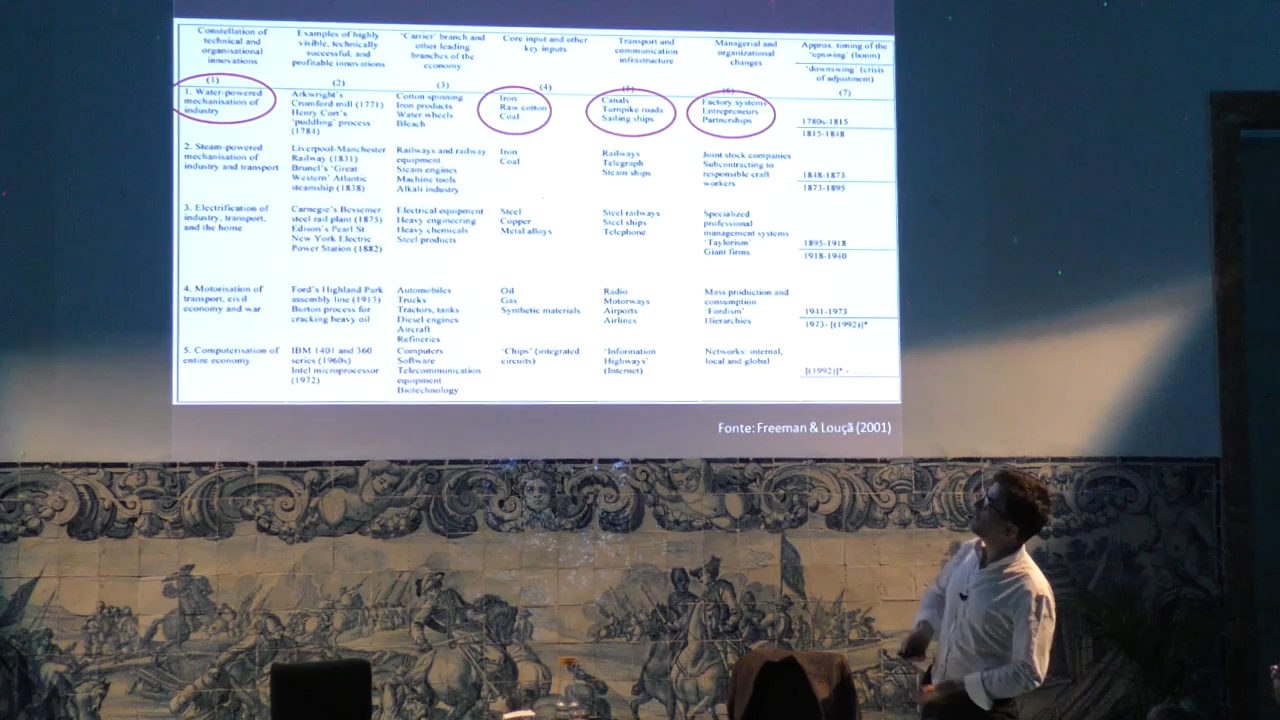 Constellation of
technical and
organisational
innovations
(1)
Examples of highly
visible, technically
successful, and
profitable innovations
(2)
'Carrier' branch and
other leading
branches of the
economy
(3)
Core input and other
key inputs
(4)
Transport and
communication
infrastructure
(5)
Managerial and
organizational
changes
(6)
Approx. timing of the
'upswing' (boom)
'downswing' (crisis
of adjustment)
(7)
1. Water-powered
mechanisation of
industry
Arkwright's
Cromford mill (1771)
Henry Cort's
'puddling' process
(1784)
Cotton spinning
Iron products
Water wheels
Bleach
Iron
Raw cotton
Coal
Canals
Turnpike roads
Sailing ships
Factory systems
Entrepreneurs
Partnerships
1780s-1815
1815-1848
2. Steam-powered
mechanisation of
industry and transport
Liverpool-Manchester
Railway (1831)
Brunel's 'Great
Western' Atlantic
steamship (1838)
Railways and railway
equipment
Steam engines
Machine tools
Alkali industry
Iron
Coal
Railways
Telegraph
Steam ships
Joint stock companies
Subcontracting to
responsible craft
workers
1848-1873
1873-1895
3. Electrification of
industry, transport,
and the home
Carnegie's Bessemer
steel rail plant (1875)
Edison's Pearl St.
New York Electric
Power Station (1882)
Electrical equipment
Heavy engineering
Heavy chemicals
Steel products
Steel
Copper
Metal alloys
Steel railways
Steel ships
Telephone
Specialized
professional
management systems
'Taylorism'
Giant firms
1895-1918
1918-1940
4. Motorisation of
transport, civil
economy and war
Ford's Highland Park
assembly line (1913)
Burton process for
cracking heavy oil
Automobiles
Trucks
Tractors, tanks
Diesel engines
Aircraft
Refineries
Oil
Gas
Synthetic materials
Radio
Motorways
Airports
Airlines
Mass production and
consumption
'Fordism'
Hierarchies
1941-1973
1973- [(1992)]*
5. Computerisation of
entire economy
IBM 1401 and 360
series (1960s)
Intel microprocessor
(1972)
Computers
Software
Telecommunication
equipment
Biotechnology
'Chips' (integrated
circuits)
'Information
Highways'
(Internet)
Networks: internal,
local and global
[(1992)]* -
Fonte: Freeman & Louçã (2001)